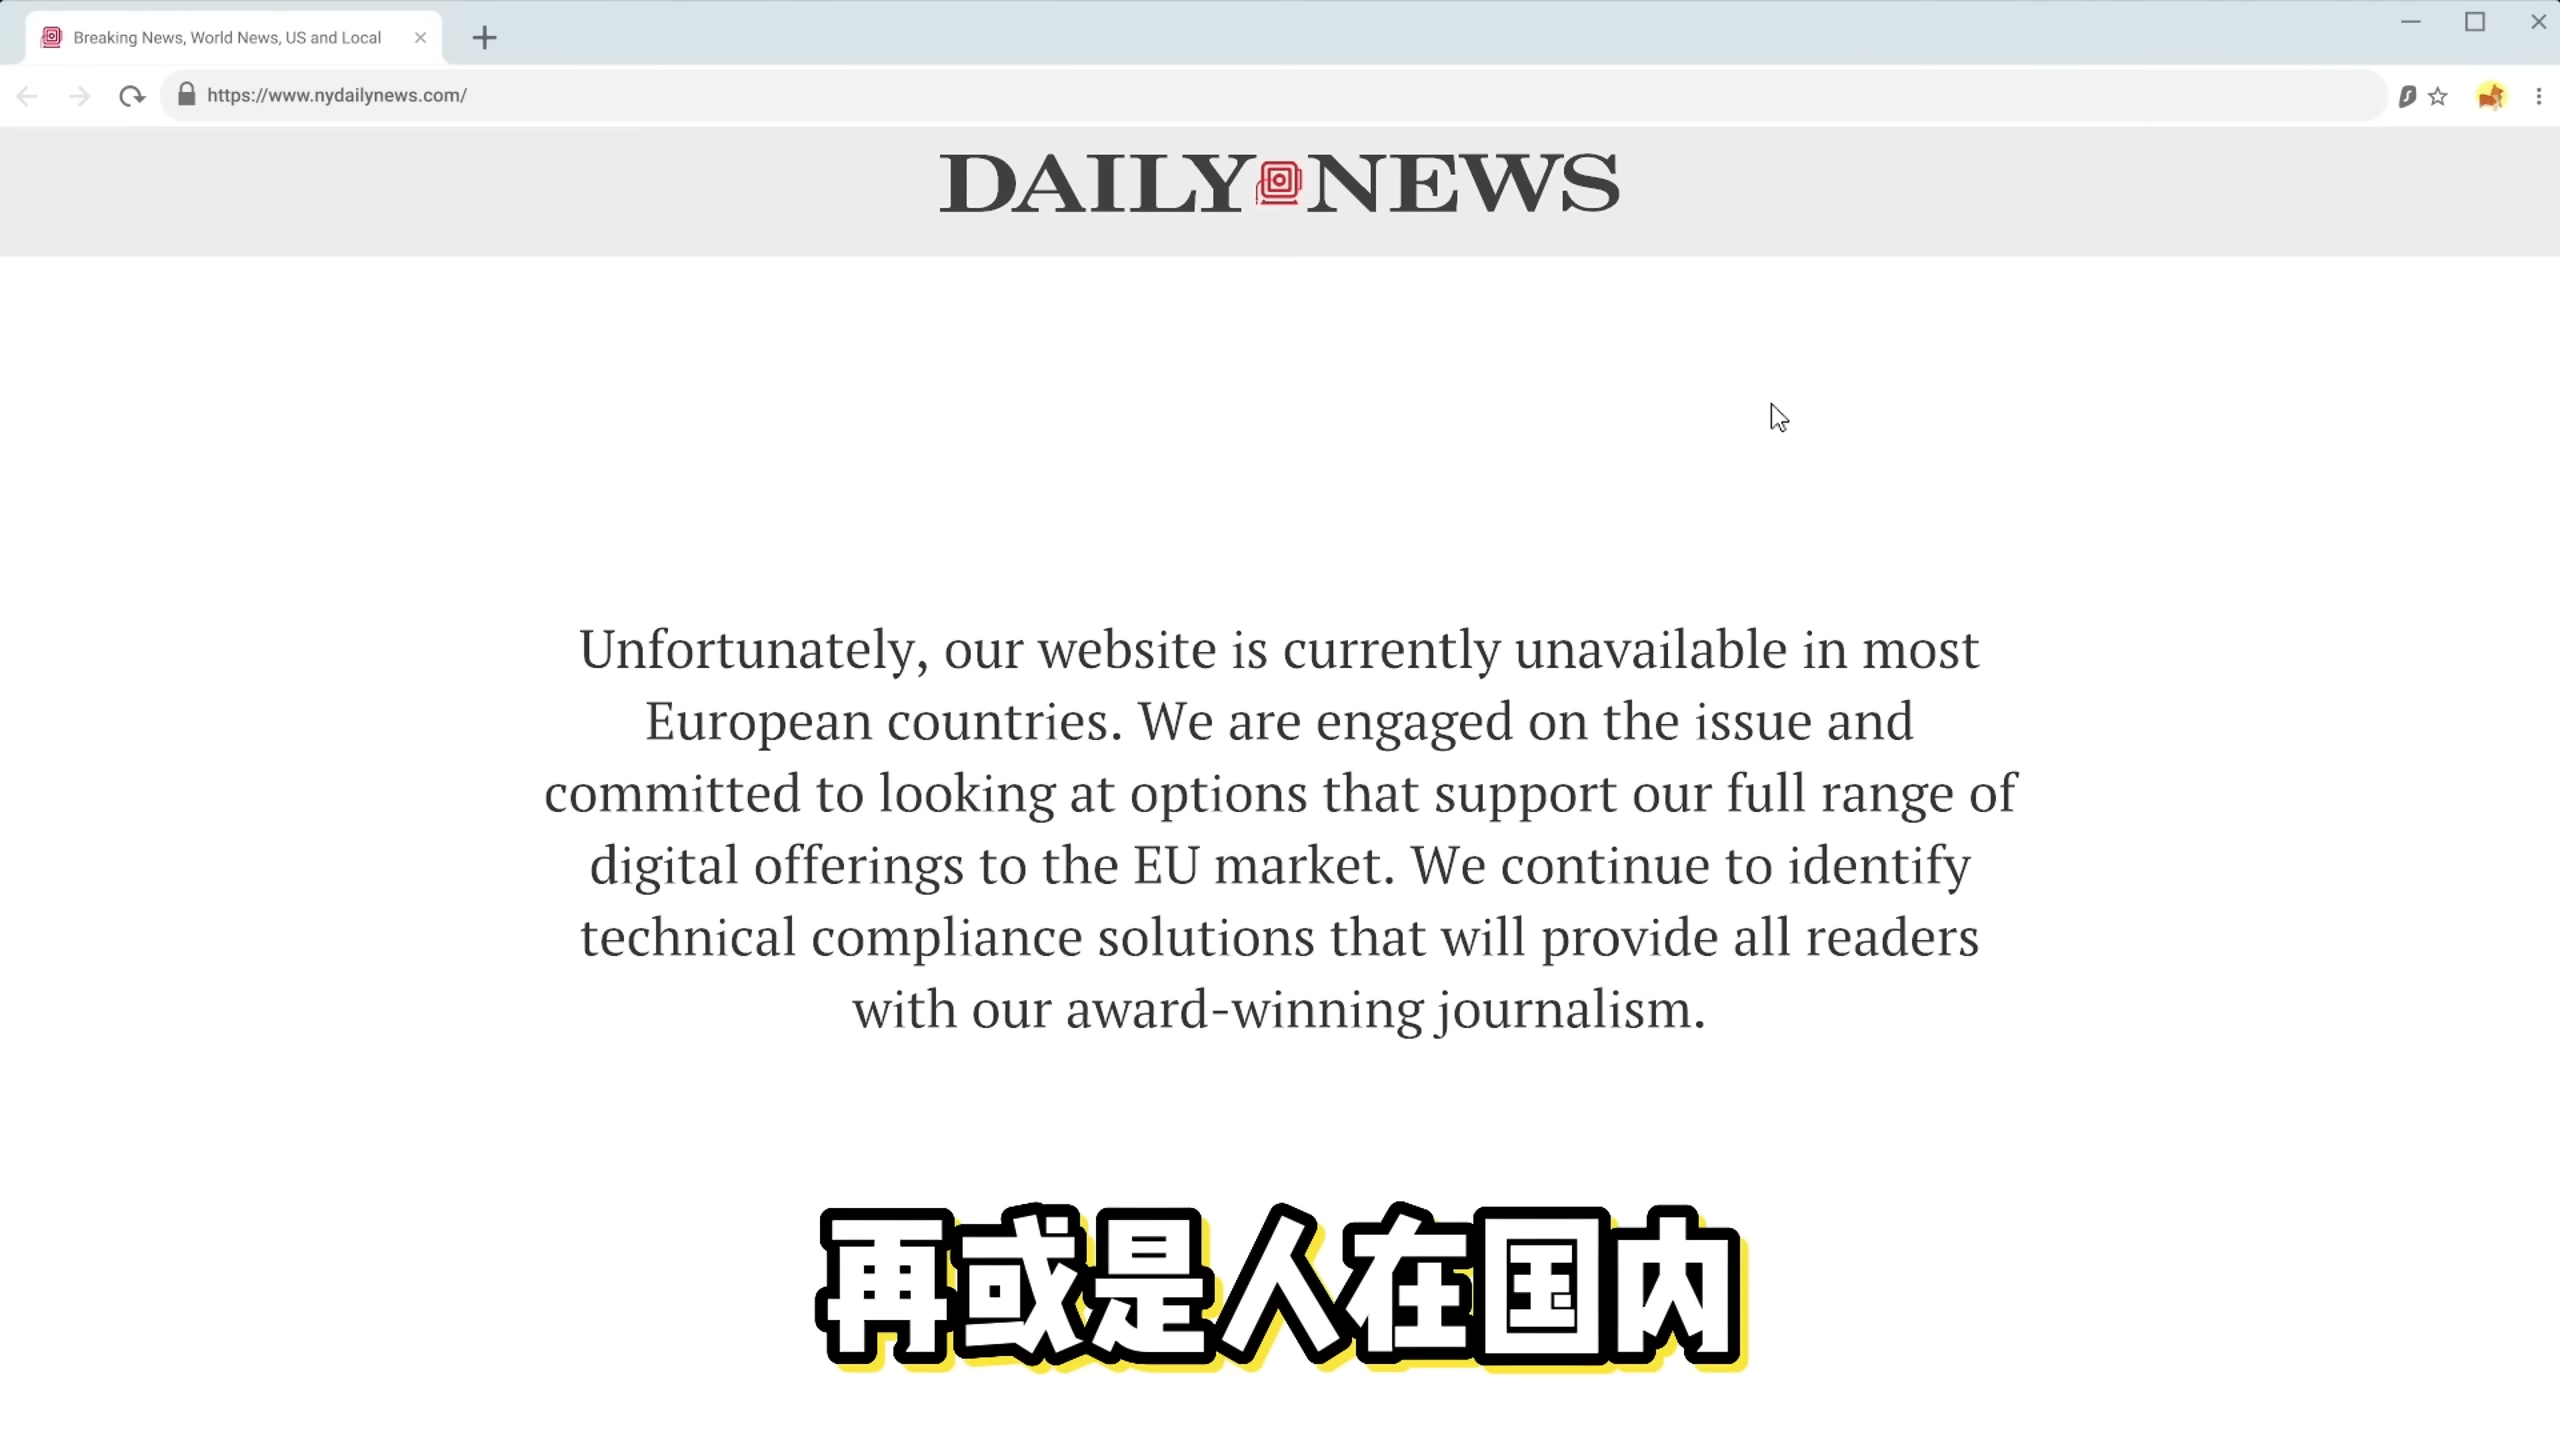 Breaking News, World News, US and Local
https://www.nydailynews.com/
DAILY NEWS
Unfortunately, our website is currently unavailable in most
European countries. We are engaged on the issue and
committed to looking at options that support our full range of
digital offerings to the EU market. We continue to identify
technical compliance solutions that will provide all readers
with our award-winning journalism.
再或是人在国内